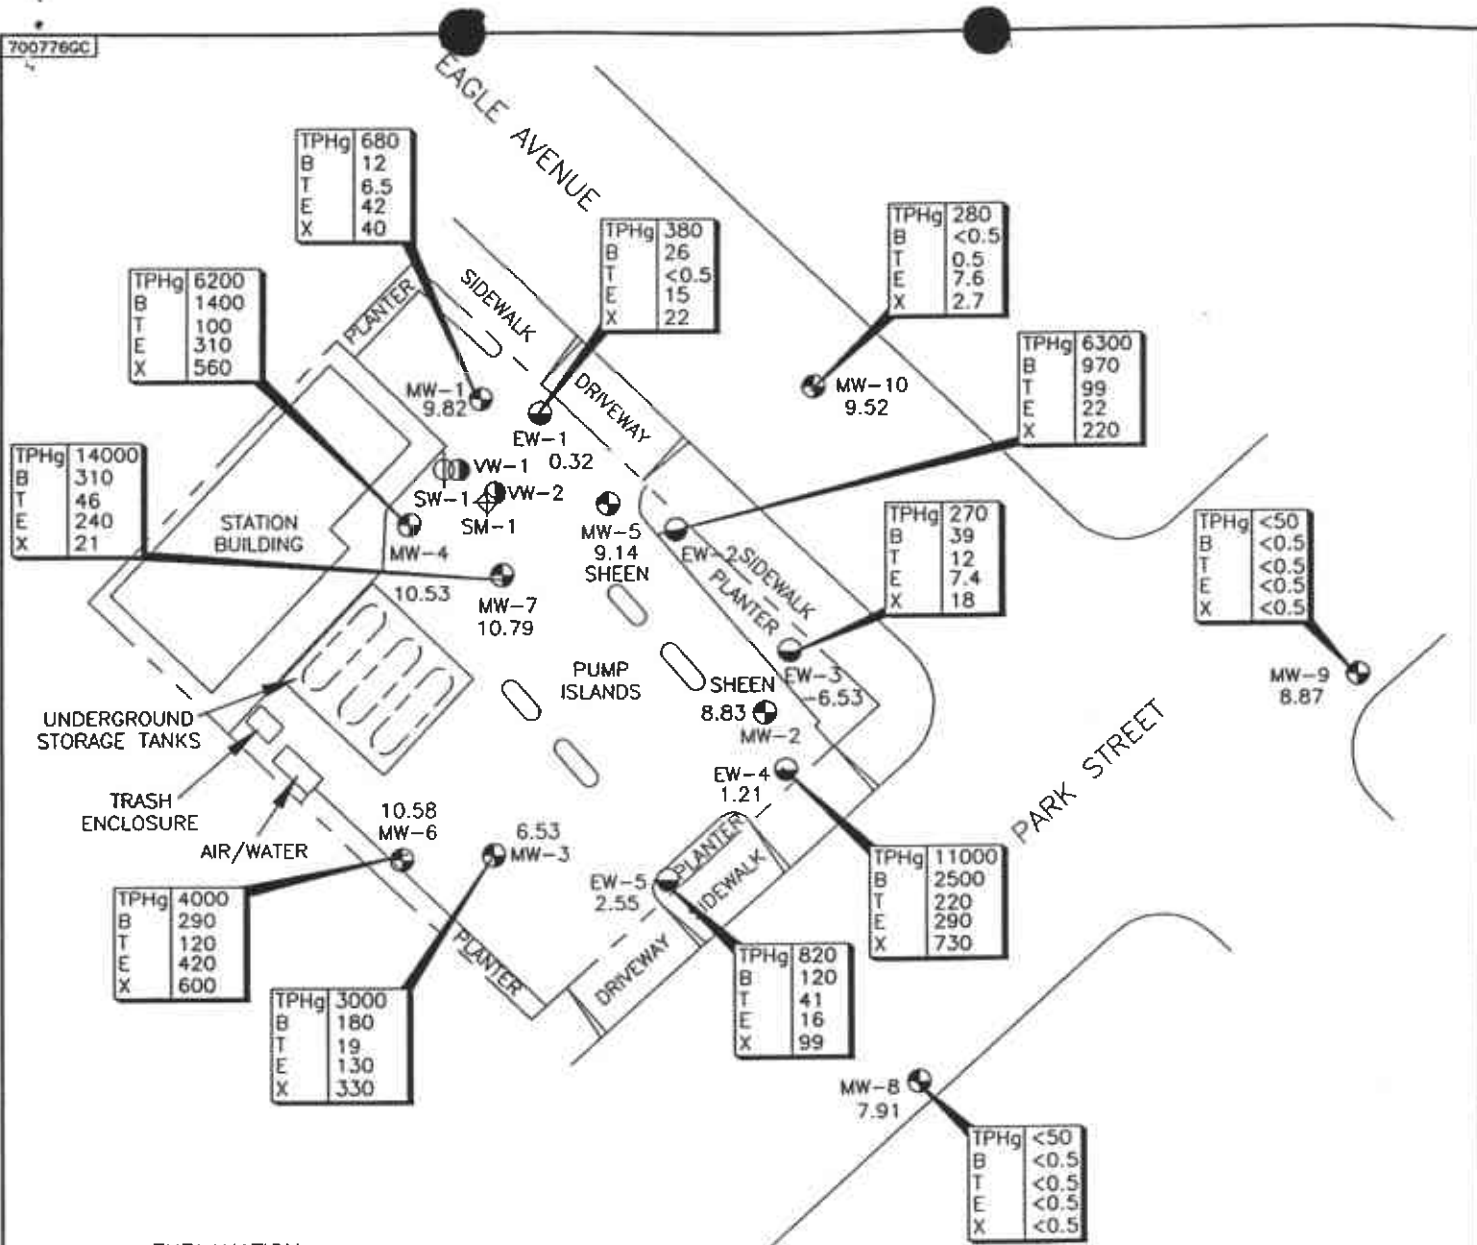 700776GC
EAGLE AVENUE
TPHg 680
B 12
T 6.5
E 42
X 40
TPHg 380
B 26
T <0.5
E 15
X 22
TPHg 280
B <0.5
T 0.5
E 7.6
X 2.7
TPHg 6200
B 1400
T 100
E 310
X 560
PLANTER
SIDEWALK
DRIVEWAY
TPHg 6300
B 970
T 99
E 22
X 220
MW-1
9.82
MW-10
9.52
EW-1
0.32
TPHg 14000
B 310
T 46
E 240
X 21
VW-1
SW-1
VW-2
SM-1
STATION
BUILDING
MW-4
10.53
MW-5
9.14
SHEEN
EW-2
SIDEWALK
PLANTER
TPHg 270
B 39
T 12
E 7.4
X 18
TPHg <50
B <0.5
T <0.5
E <0.5
X <0.5
MW-7
10.79
PUMP
ISLANDS
EW-3
-6.53
SHEEN
8.83
MW-2
MW-9
8.87
UNDERGROUND
STORAGE TANKS
TRASH
ENCLOSURE
AIR/WATER
EW-4
1.21
PARK STREET
10.58
MW-6
6.53
MW-3
EW-5
2.55
PLANTER
SIDEWALK
TPHg 11000
B 2500
T 220
E 290
X 730
TPHg 4000
B 290
T 120
E 420
X 600
PLANTER
DRIVEWAY
TPHg 820
B 120
T 41
E 16
X 99
TPHg 3000
B 180
T 19
E 130
X 330
MW-8
7.91
TPHg <50
B <0.5
T <0.5
E <0.5
X <0.5